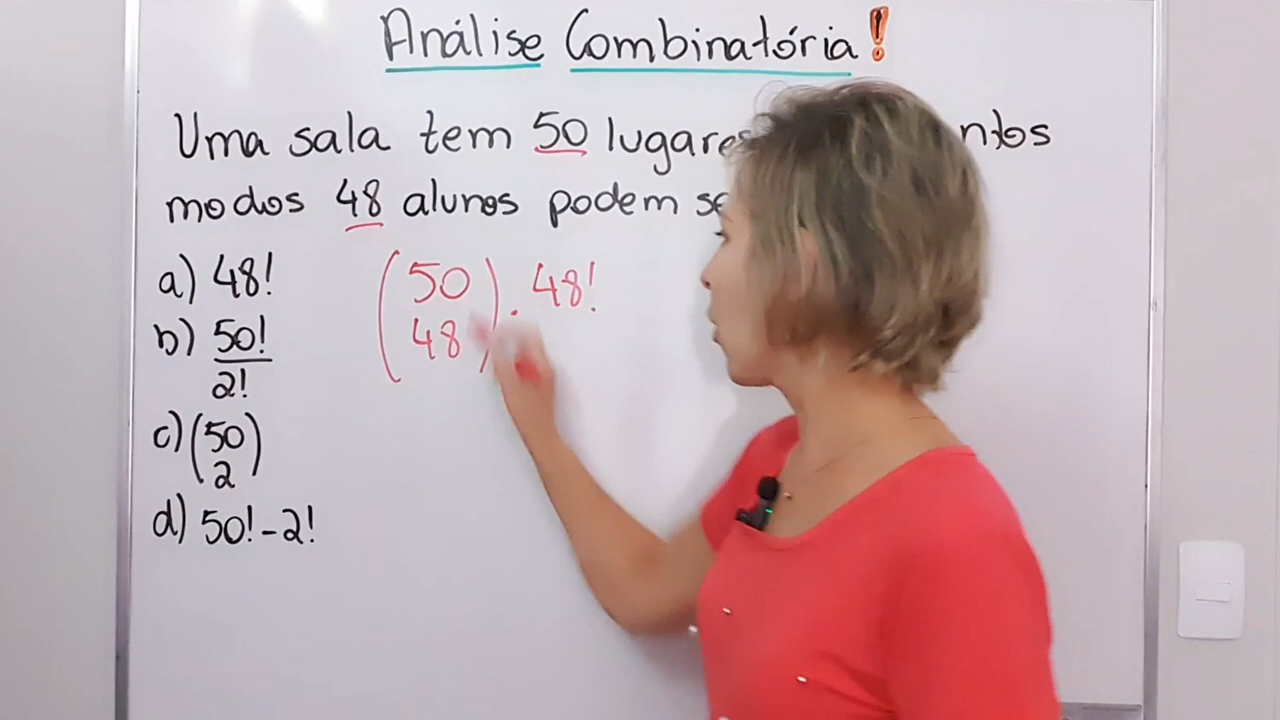 Análise Combinatória!
Uma sala tem 50 lugares
modos 48 alunos podem
a) 48!
(50 48) . 48!
b) 50!/2!
c) (50 2)
d) 50! - 2!